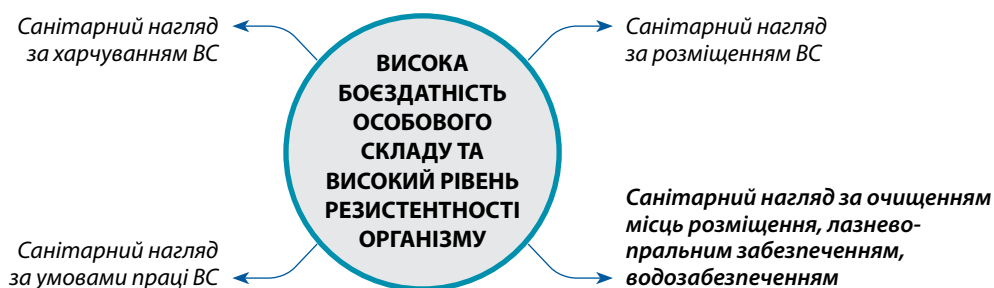 Санітарний нагляд
за харчуванням ВС
ВИСОКА
БОЄЗДАТНІСТЬ
ОСОБОВОГО
СКЛАДУ ТА
ВИСОКИЙ РІВЕНЬ
РЕЗИСТЕНТНОСТІ
ОРГАНІЗМУ
Санітарний нагляд
за розміщенням ВС
Санітарний нагляд
за умовами праці ВС
Санітарний нагляд за очищенням
місць розміщення, лазнево-
пральним забезпеченням,
водозабезпеченням